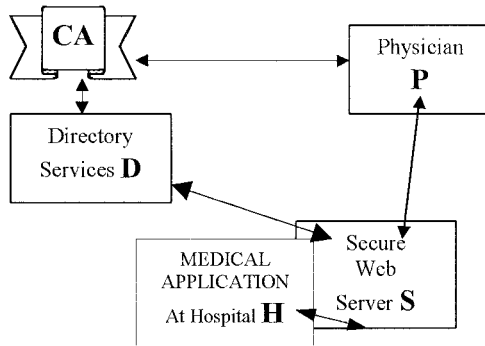 CA
Physician
P
Directory
Services D
MEDICAL
APPLICATION
At Hospital H
Secure
Web
Server S